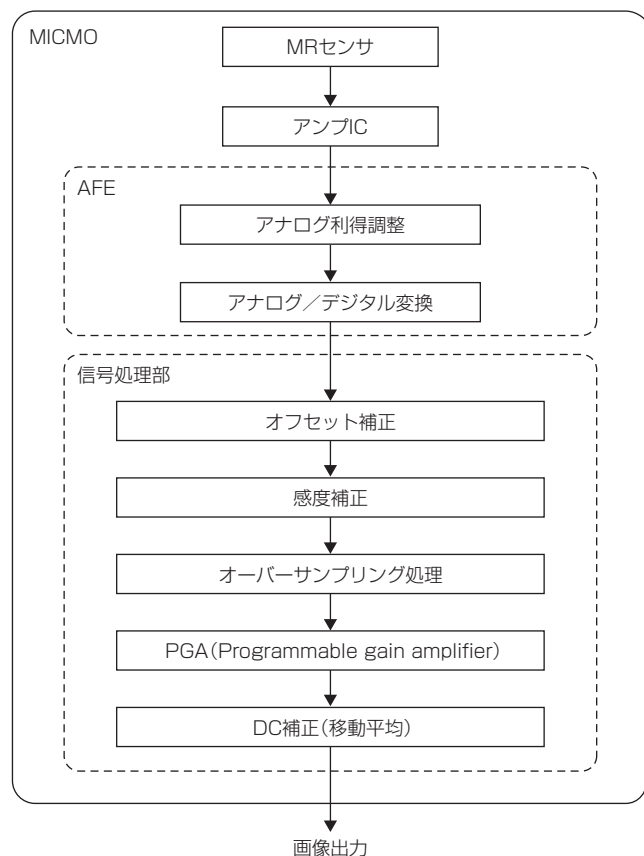 MICMO
MRセンサ
アンプIC
AFE
アナログ利得調整
アナログ／デジタル変換
信号処理部
オフセット補正
感度補正
オーバーサンプリング処理
PGA（Programmable gain amplifier）
DC補正（移動平均）
画像出力